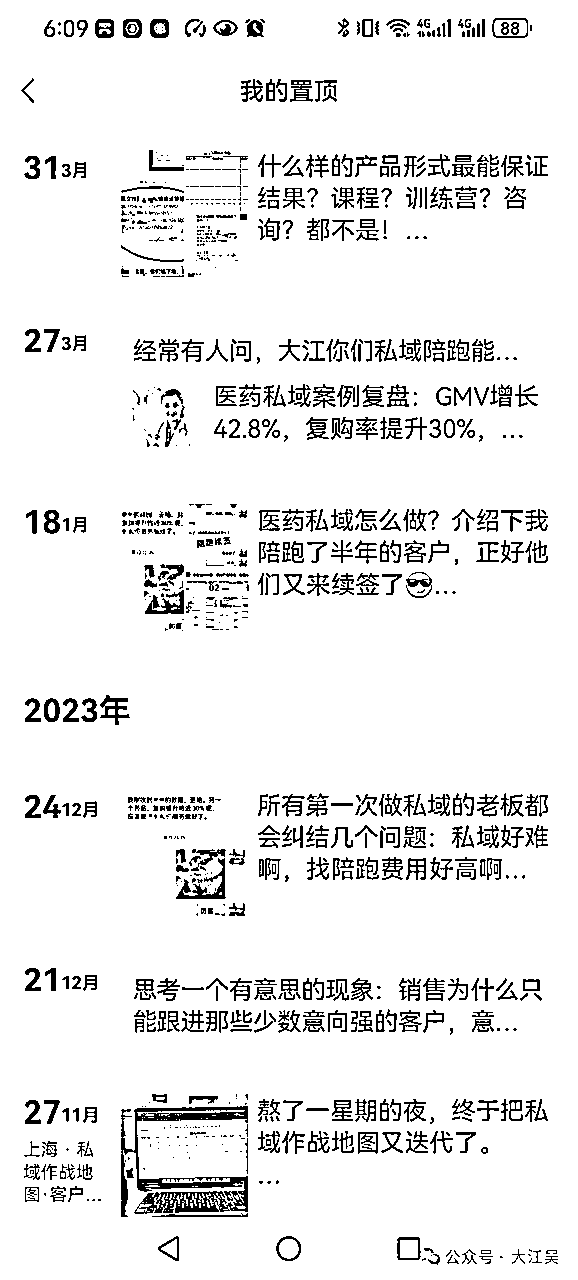 6:09
4G
4G
88
我的置顶
31 3月
什么样的产品形式最能保证
结果？课程？训练营？咨
询？都不是！...
27 3月
经常有人问，大江你们私域陪跑能...
医药私域案例复盘：GMV增长
42.8%，复购率提升30%，...
18 1月
医药私域怎么做？介绍下我
陪跑了半年的客户，正好他
们又来续签了😎...
2023年
24 12月
所有第一次做私域的老板都
会纠结几个问题：私域好难
啊，找陪跑费用好高啊...
21 12月
思考一个有意思的现象：销售为什么只
能跟进那些少数意向强的客户，意...
27 11月
上海·私
域作战地
图·客户...
熬了一星期的夜，终于把私
域作战地图又迭代了。
...
公众号·大江吴